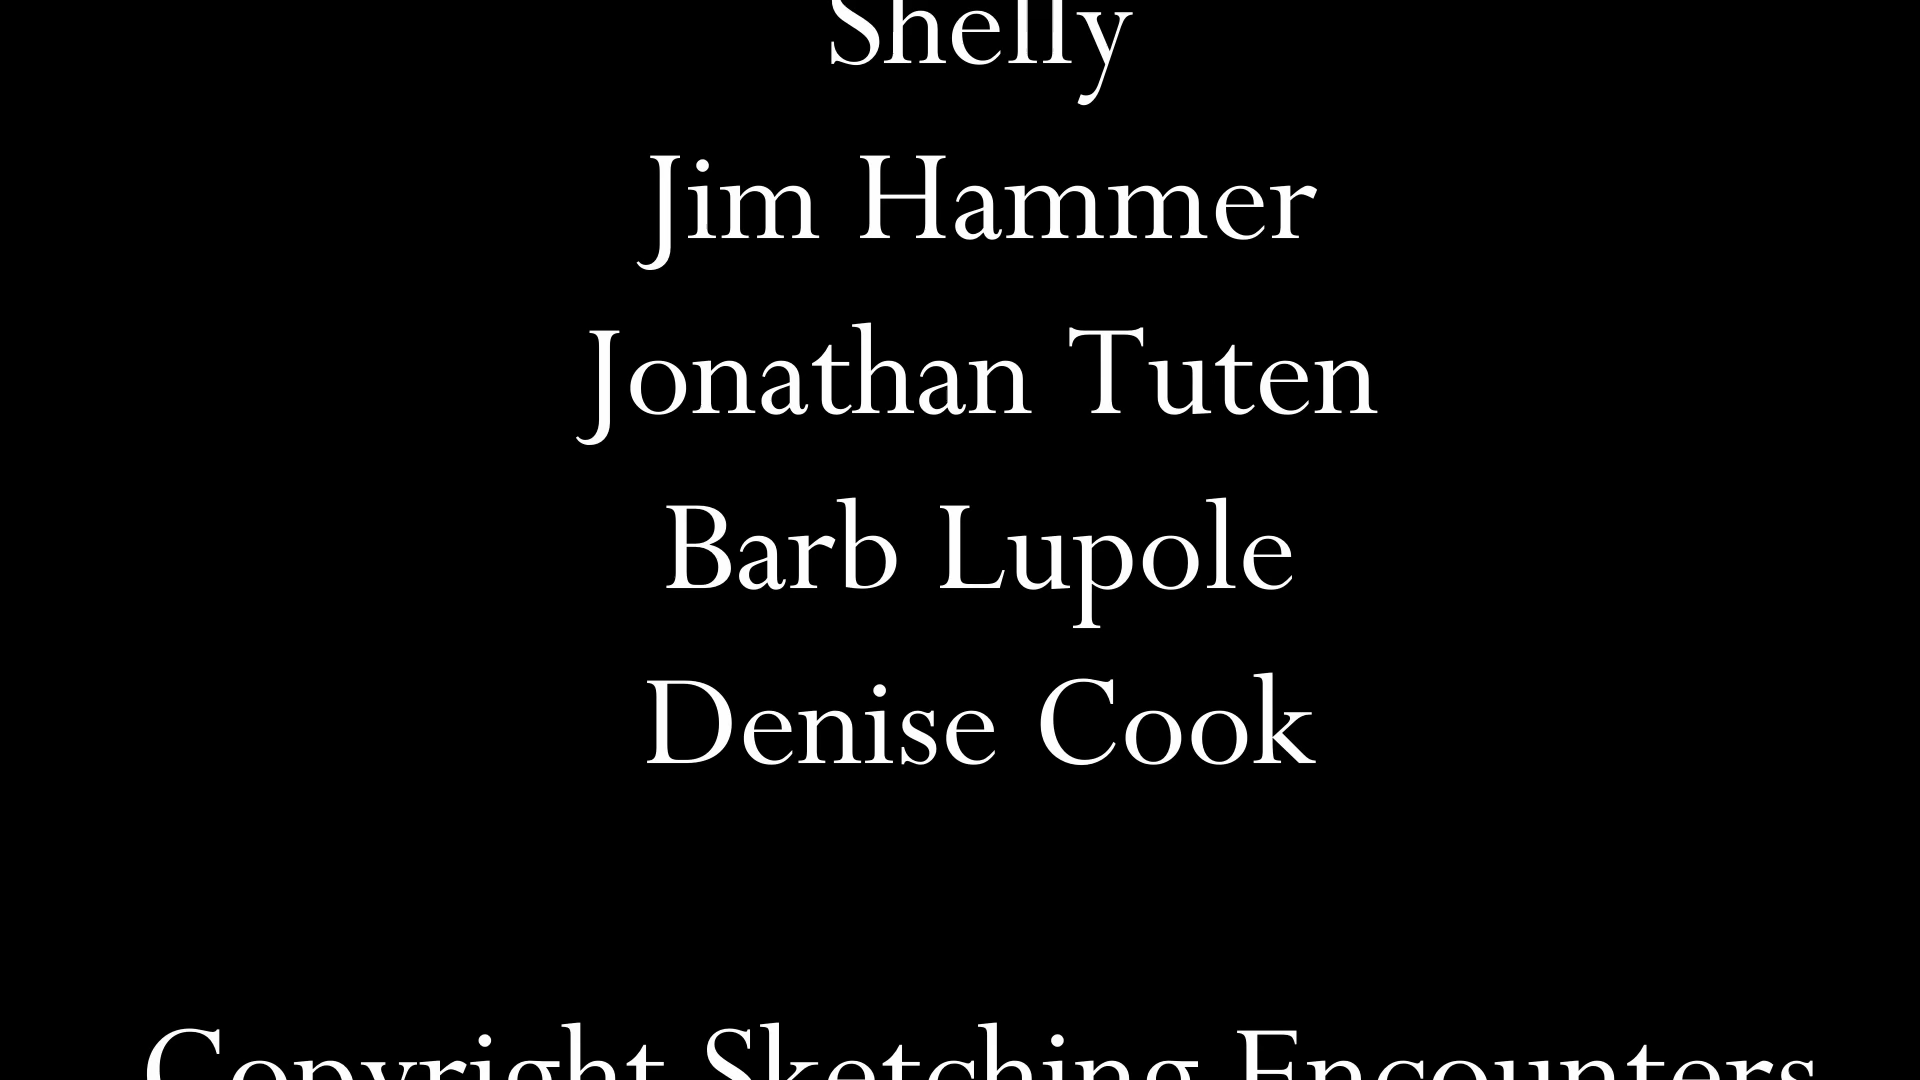 Shelly
Jim Hammer
Jonathan Tuten
Barb Lupole
Denise Cook
Copyright Sketching Encounters